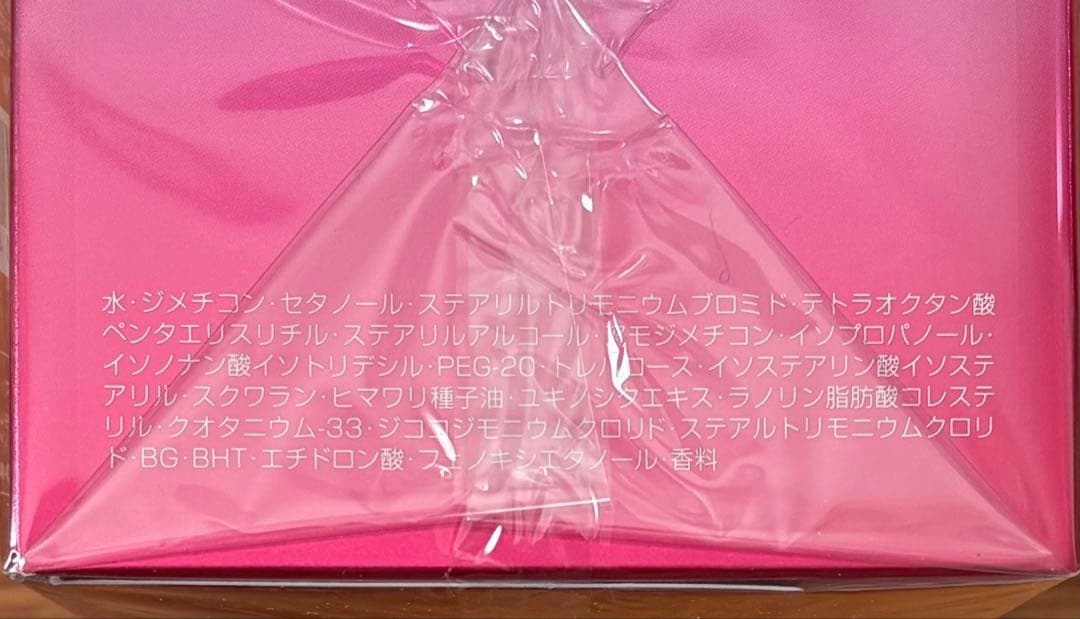 水・ジメチコン・セタノール・ステアリルトリモニウムブロミド・テトラオクタン酸
ペンタエリスリチル・ステアリルアルコール・アモジメチコン・イソプロパノール・
イソノナン酸イソトリデシル・PEG-20・トレハロース・イソステアリン酸イソステ
アリル・スクワラン・ヒマワリ種子油・ユキノシタエキス・ラノリン脂肪酸コレステ
リル・クオタニウム-33・ジココジモニウムクロリド・ステアルトリモニウムクロリ
ド・BG・BHT・エチドロン酸・フェノキシエタノール・香料